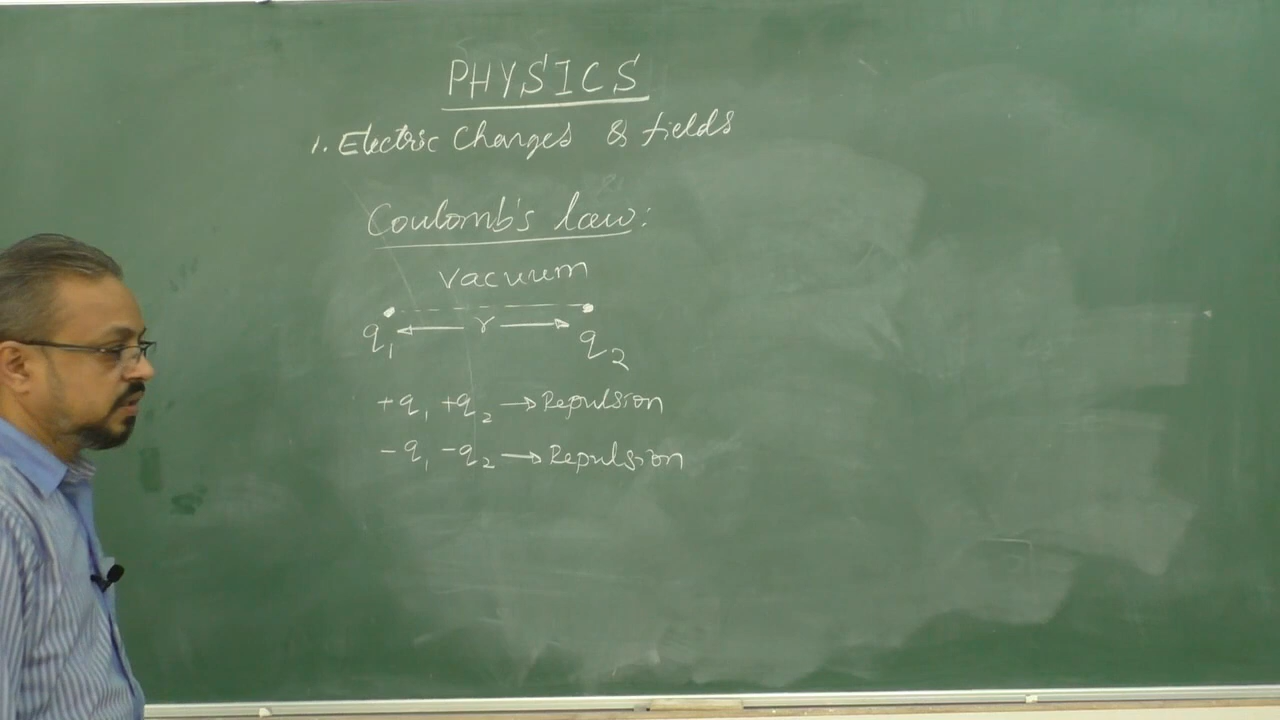 PHYSICS
1. Electric Charges & fields
Coulomb's law:
vacuum
r
q₁ q₂
+q₁ +q₂ → Repulsion
-q₁ -q₂ → Repulsion